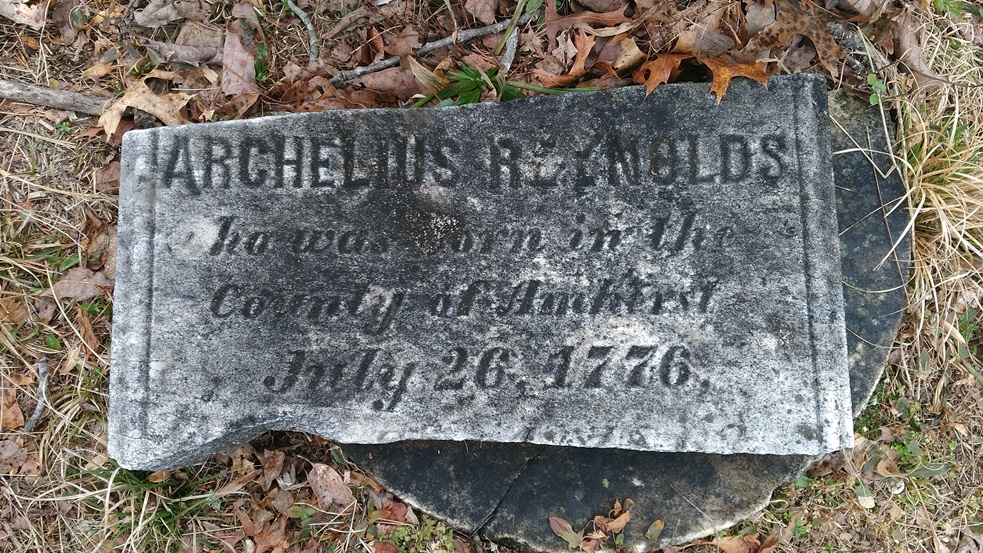 ARCHELIUS REYNOLDS
who was born in the
County of Amherst
July 26, 1776.